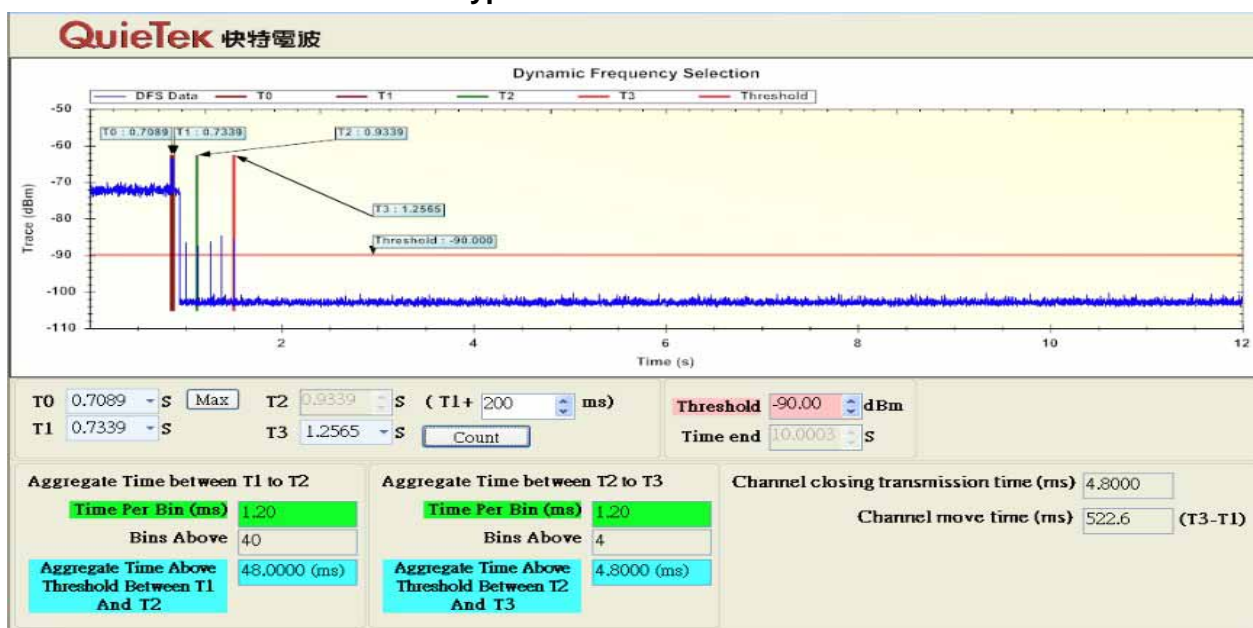 QuieTek 快特電波
Dynamic Frequency Selection
DFS Data T0 T1 T2 T3 Threshold
-50
-60
-70
-80
-90
-100
-110
Trace (dBm)
T0 : 0.7089 T1 : 0.7339 T2 : 0.9339
T3 : 1.2565
Threshold : -90.000
2 4 6 8 10 12
Time (s)
T0 0.7089 S Max T2 0.9339 S ( T1+ 200 ms) Threshold -90.00 dBm
T1 0.7339 S T3 1.2565 S Count Time end 10.0003 S
Aggregate Time between T1 to T2
Time Per Bin (ms) 1.20
Bins Above 40
Aggregate Time Above Threshold Between T1 And T2 48.0000 (ms)
Aggregate Time between T2 to T3
Time Per Bin (ms) 1.20
Bins Above 4
Aggregate Time Above Threshold Between T2 And T3 4.8000 (ms)
Channel closing transmission time (ms) 4.8000
Channel move time (ms) 522.6 (T3-T1)